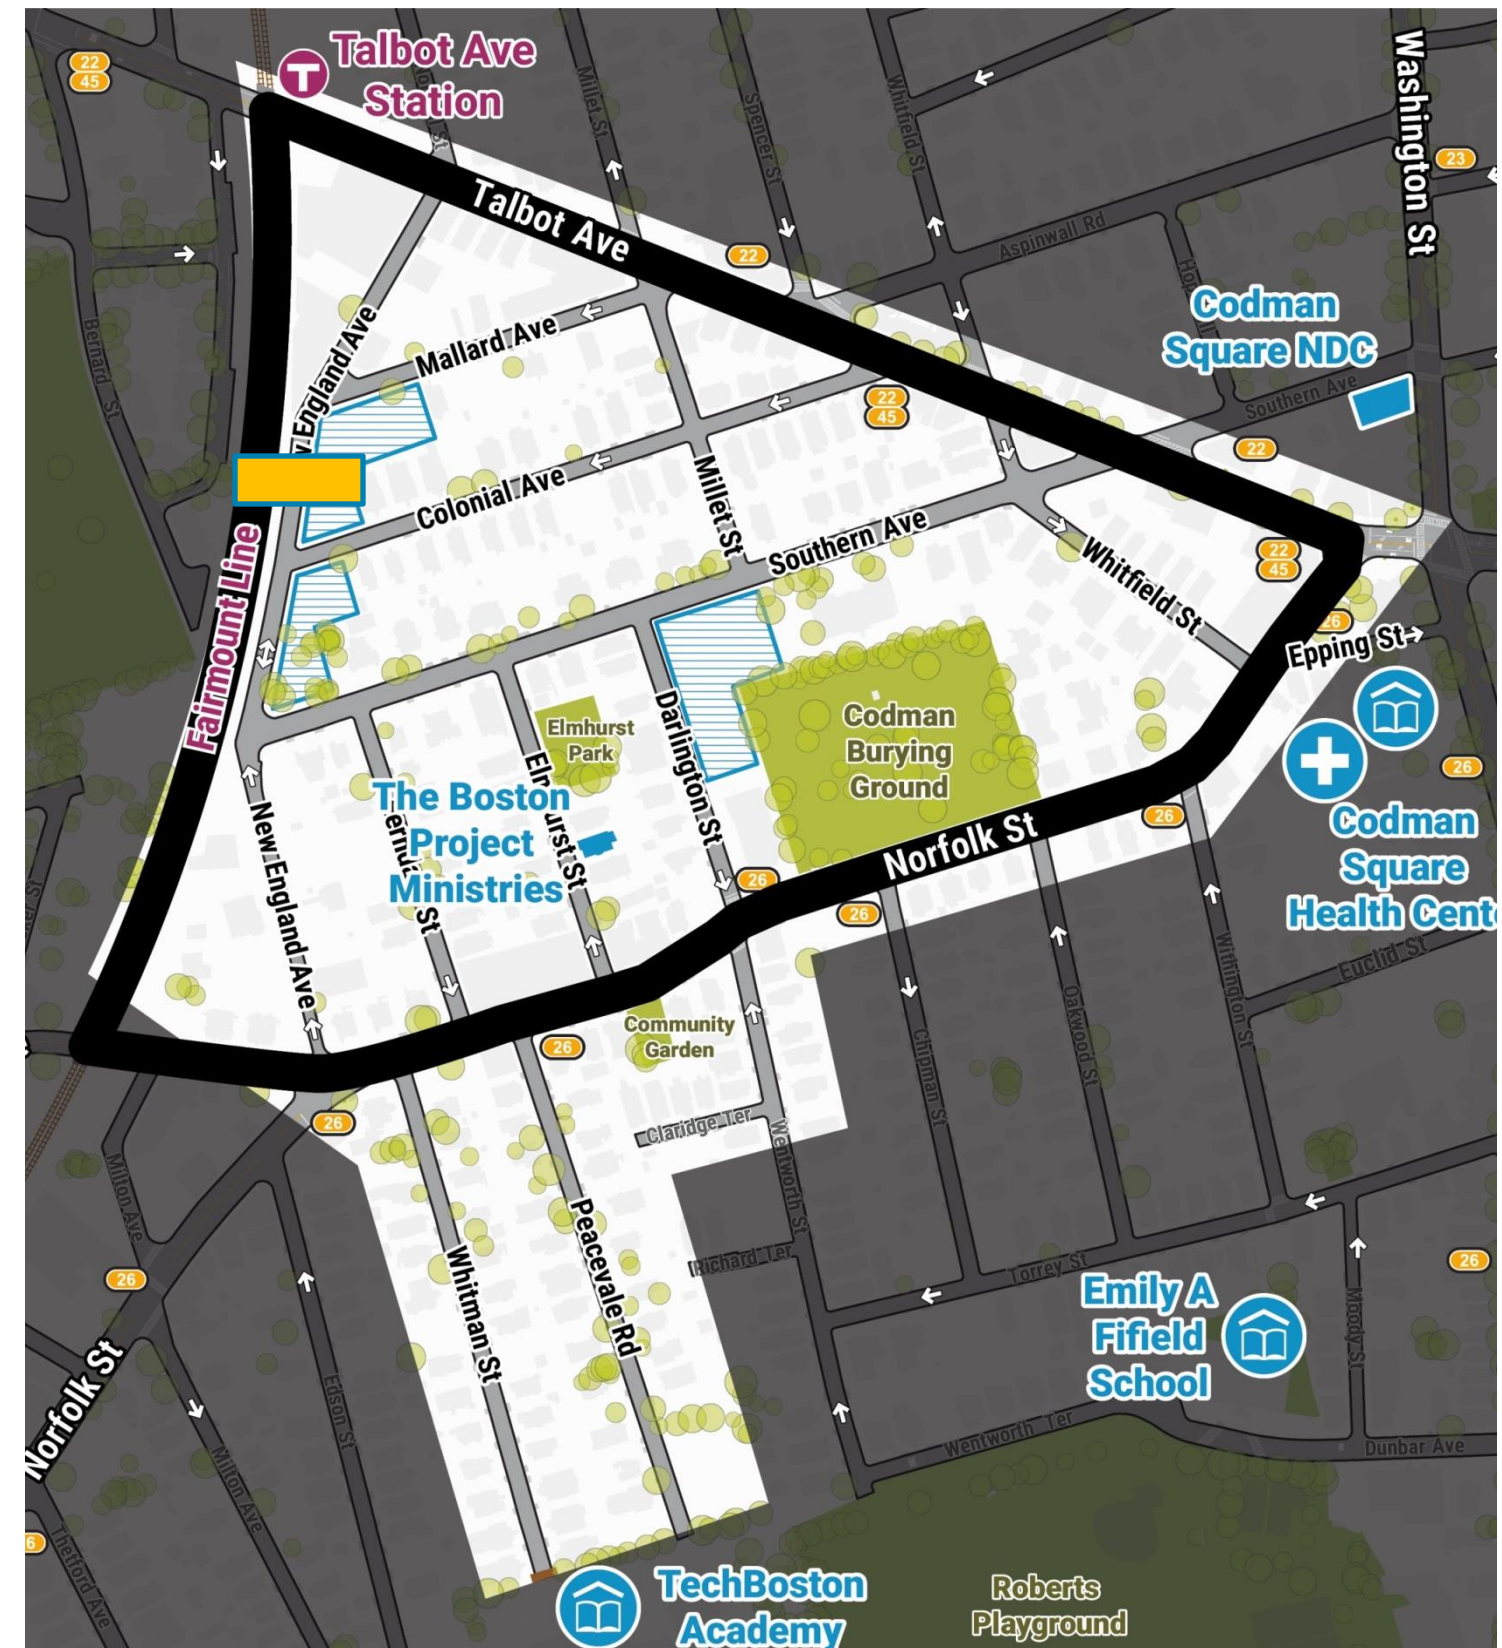 22
45
Talbot Ave
Station
Millet St
Spencer St
Whitfield St
Washington St
23
Talbot Ave
22
Aspinwall Rd
Bernard St
England Ave
Mallard Ave
Codman
Square NDC
22
45
Southern Ave
22
Colonial Ave
Millet St
Southern Ave
Whitfield St
22
45
26
Epping St
Fairmount Line
Elmhurst
Park
Darlington St
Codman
Burying
Ground
26
The Boston
Project
Ministries
St
St
New England Ave
New England Ave
Norfolk St
26
26
26
Codman
Square
Health
Euclid St
Withington St
Oakwood St
Chipman St
Community
Garden
26
26
Claridge Ter
Wentworth St
Milton Ave
Richard Ter
Torrey St
26
26
Whitman St
Peacevale Rd
Emily A
Fifield
School
Moody St
Norfolk St
Edson St
Milton Ave
Wentworth Ter
Dunbar Ave
6
Thetford Ave
TechBoston
Academy
Roberts
Playground